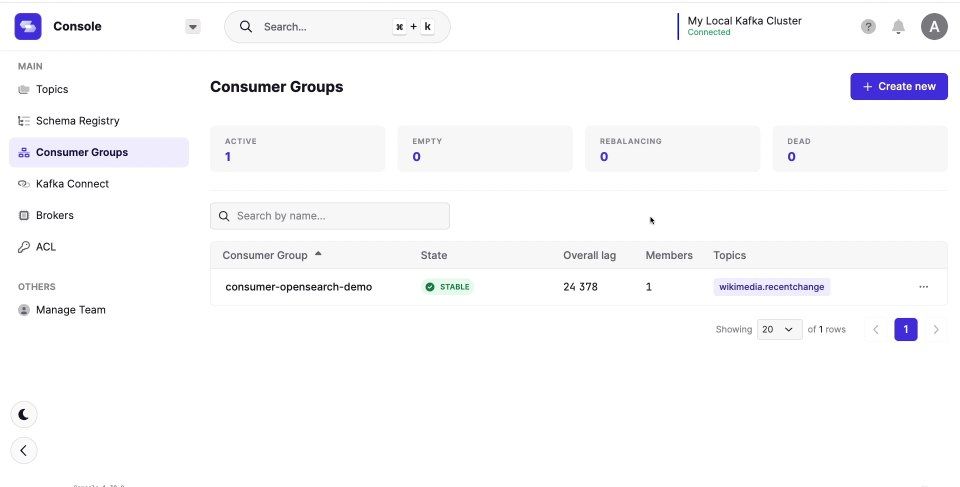 Console
Search...
⌘ + k
My Local Kafka Cluster
Connected
?
A
MAIN
Topics
Schema Registry
Consumer Groups
Kafka Connect
Brokers
ACL
OTHERS
Manage Team
Consumer Groups
+ Create new
ACTIVE
1
EMPTY
0
REBALANCING
0
DEAD
0
Search by name...
Consumer Group State Overall lag Members Topics
consumer-opensearch-demo STABLE 24 378 1 wikimedia.recentchange ...
Showing 20 of 1 rows
1